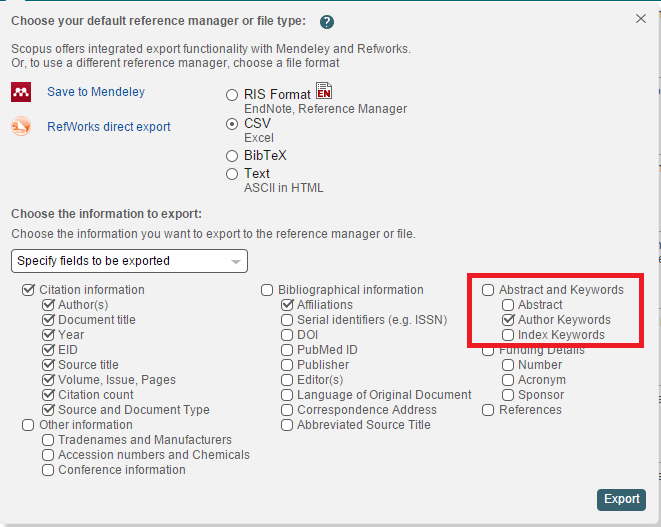 Choose your default reference manager or file type: ?
Scopus offers integrated export functionality with Mendeley and Refworks.
Or, to use a different reference manager, choose a file format
Save to Mendeley
RefWorks direct export
RIS Format EN
EndNote, Reference Manager
CSV
Excel
BibTeX
Text
ASCII in HTML
Choose the information to export:
Choose the information you want to export to the reference manager or file.
Specify fields to be exported
Citation information
Author(s)
Document title
Year
EID
Source title
Volume, Issue, Pages
Citation count
Source and Document Type
Other information
Tradenames and Manufacturers
Accession numbers and Chemicals
Conference information
Bibliographical information
Affiliations
Serial identifiers (e.g. ISSN)
DOI
PubMed ID
Publisher
Editor(s)
Language of Original Document
Correspondence Address
Abbreviated Source Title
Abstract and Keywords
Abstract
Author Keywords
Index Keywords
Funding Details
Number
Acronym
Sponsor
References
Export